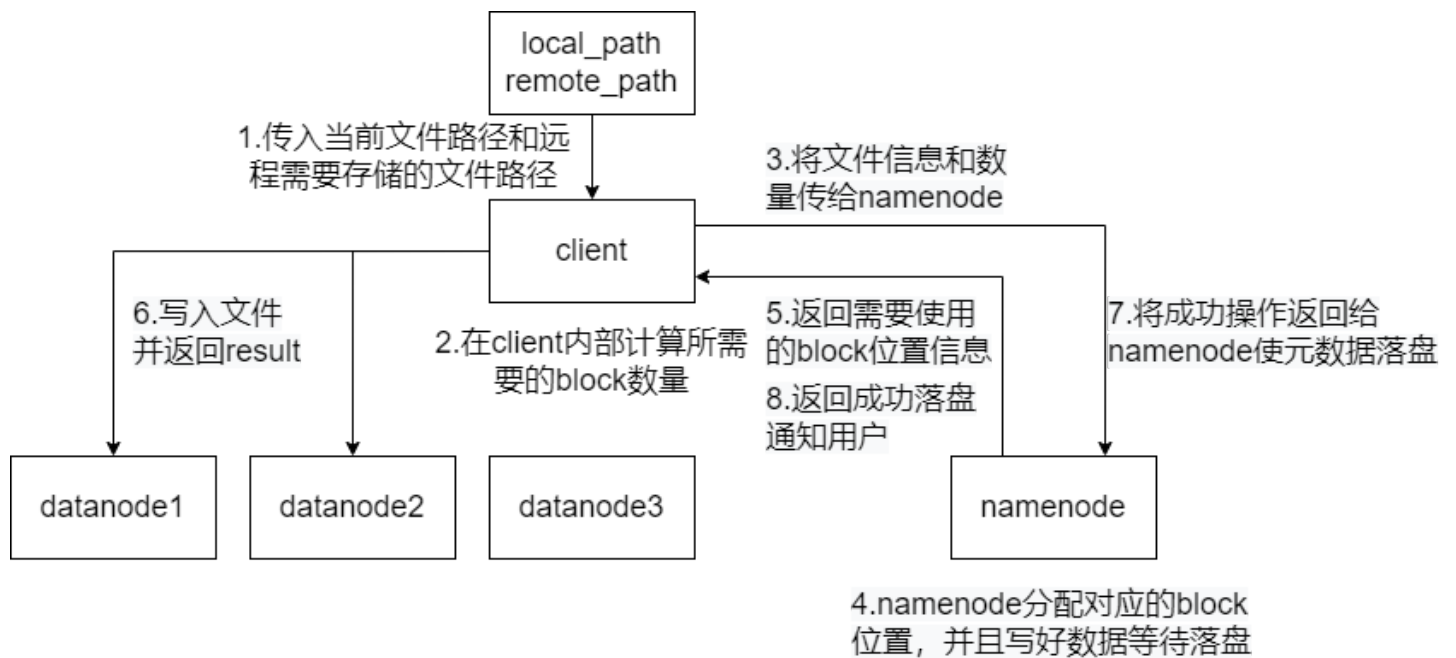 local_path
remote_path
1.传入当前文件路径和远
程需要存储的文件路径
3.将文件信息和数
量传给namenode
client
6.写入文件
并返回result
2.在client内部计算所需
要的block数量
5.返回需要使用
的block位置信息
8.返回成功落盘
通知用户
7.将成功操作返回给
namenode使元数据落盘
datanode1
datanode2
datanode3
namenode
4.namenode分配对应的block
位置，并且写好数据等待落盘